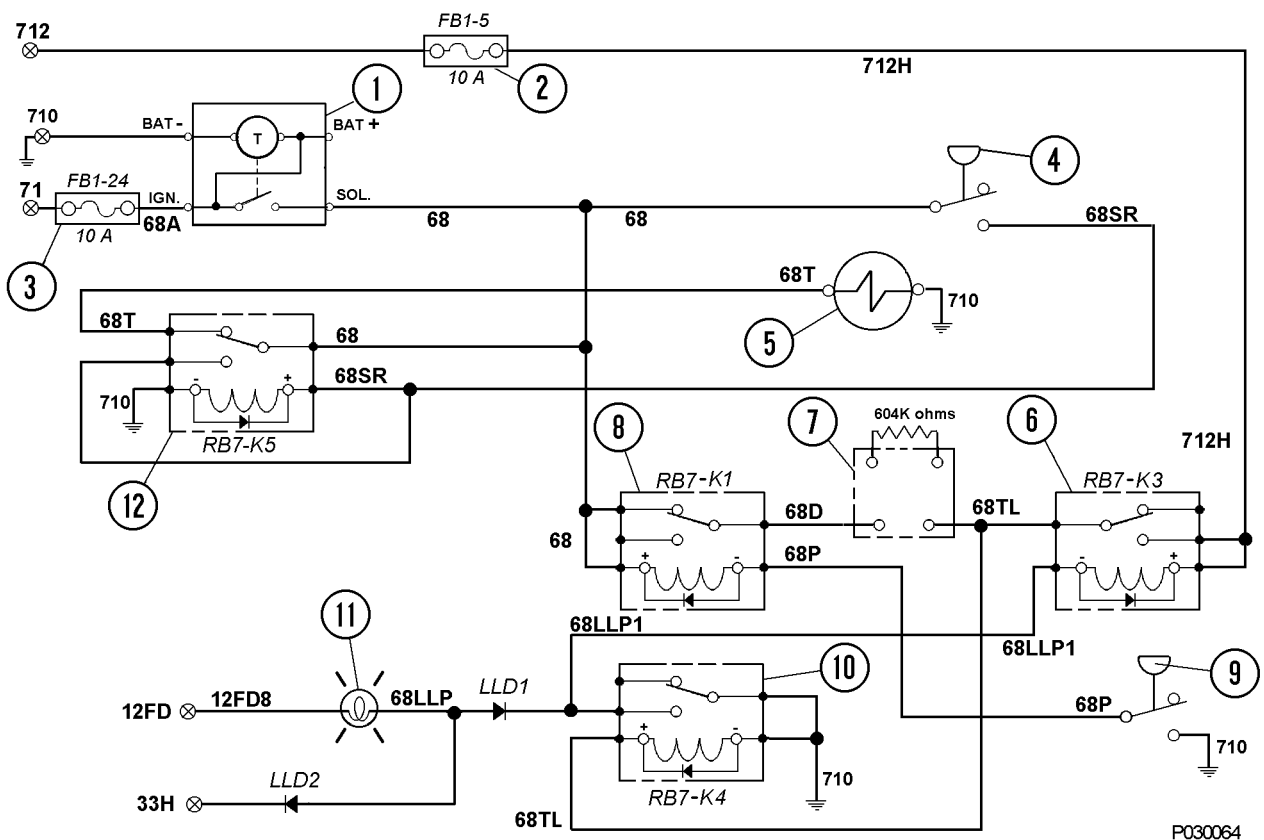 712
FB1-5
10 A
2
712H
1
710
BAT -
T
BAT +
4
71
FB1-24
10 A
68A
IGN.
SOL.
68
68
68SR
3
68T
710
5
68T
68
68SR
710
- +
RB7-K5
12
8
7
604K ohms
6
712H
RB7-K1
RB7-K3
68D
68TL
68
68P
+ -
- +
11
68LLP1
68LLP1
10
9
12FD
12FD8
68LLP
LLD1
68P
710
+ -
710
LLD2
33H
RB7-K4
68TL
P030064